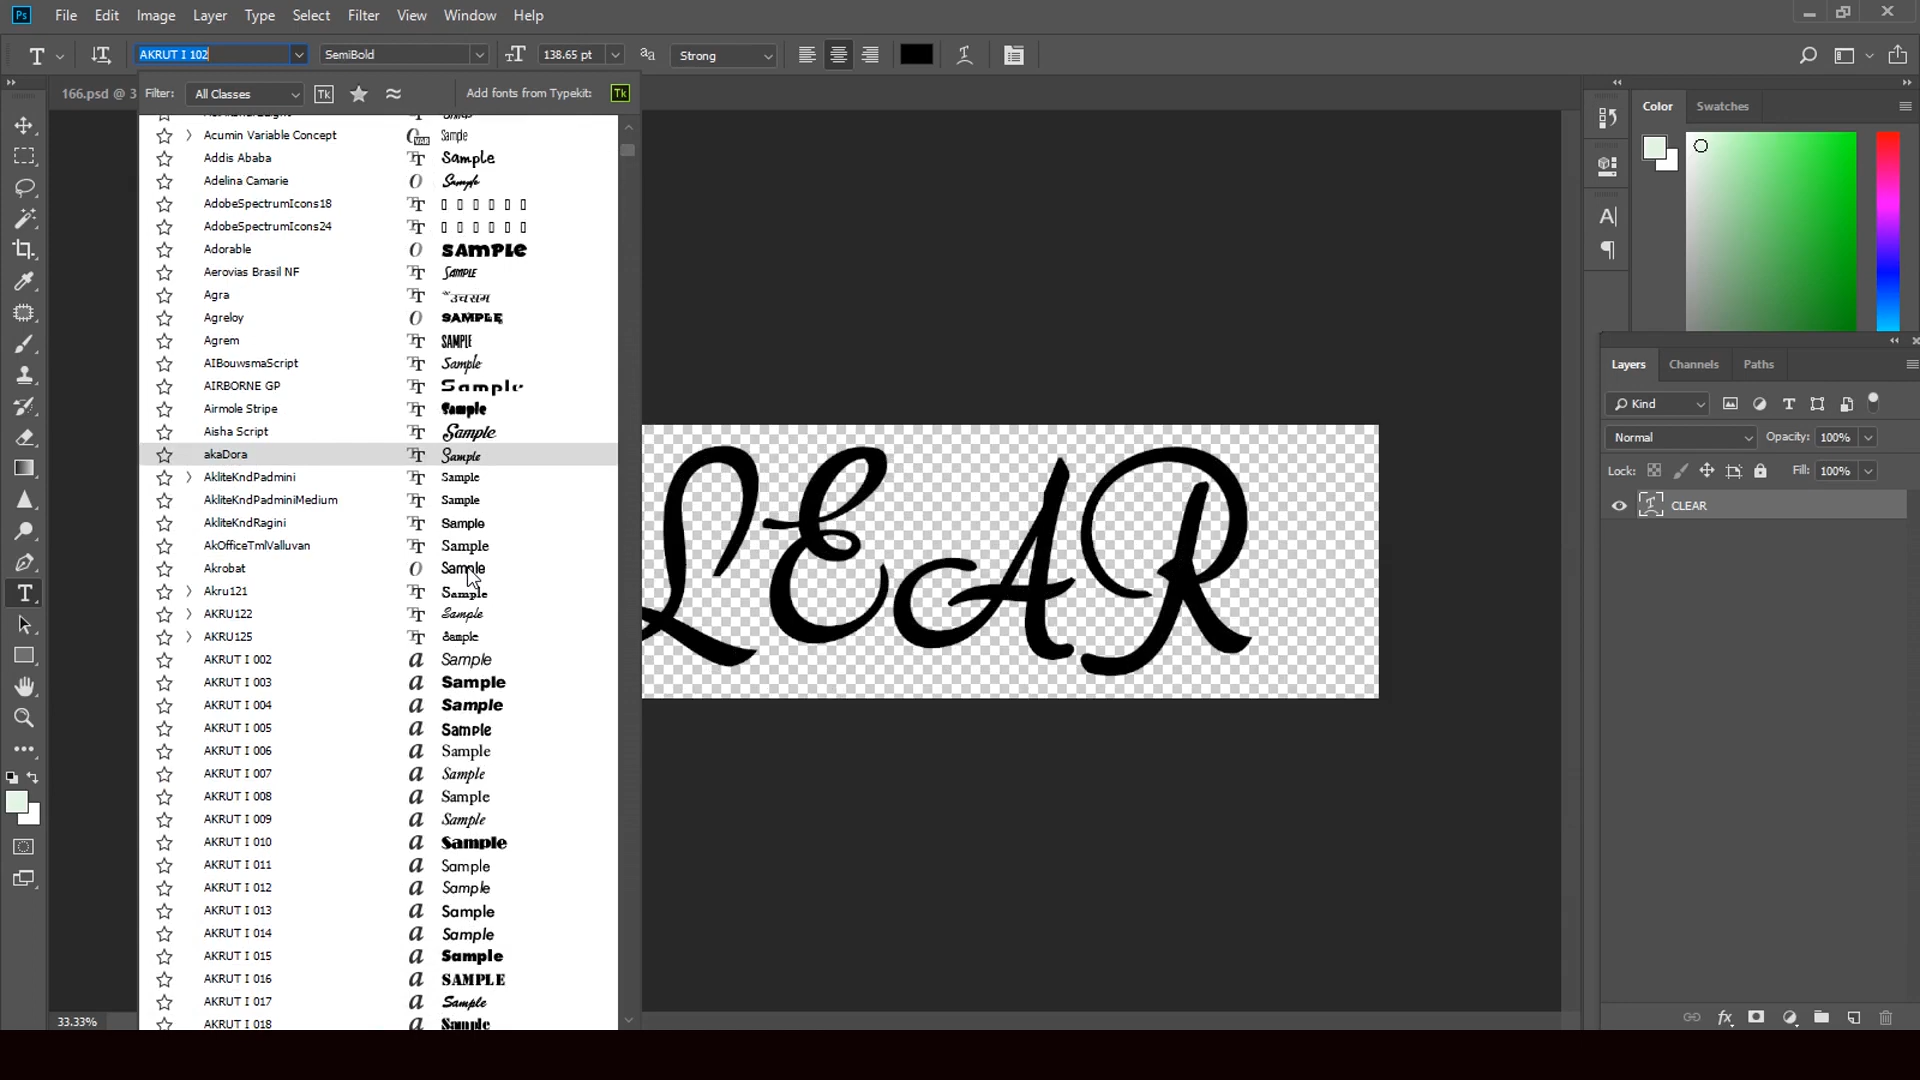 Ps File Edit Image Layer Type Select Filter View Window Help
T AKRUT I 102 SemiBold 138.65 pt aa Strong
166.psd @ 3 Filter: All Classes Tk Add fonts from Typekit: Tk
Color Swatches
Acumin Variable Concept Sample
Addis Ababa Sample
Adelina Camarie Sample
AdobeSpectrumIcons18
AdobeSpectrumIcons24
Adorable SAMPLE
Aerovias Brasil NF SAMPLE
Agra
Agreloy SAMPLE
Agrem SAMPLE
AIBouwsmaScript Sample
AIRBORNE GP Sample
Airmole Stripe Sample
Aisha Script Sample
akaDora Sample
AkliteKndPadmini Sample
AkliteKndPadminiMedium Sample
AkliteKndRagini Sample
AkOfficeTmlValluvan Sample
Akrobat Sample
Akru121 Sample
AKRU122 Sample
AKRU125 Sample
AKRUT I 002 Sample
AKRUT I 003 Sample
AKRUT I 004 Sample
AKRUT I 005 Sample
AKRUT I 006 Sample
AKRUT I 007 Sample
AKRUT I 008 Sample
AKRUT I 009 Sample
AKRUT I 010 Sample
AKRUT I 011 Sample
AKRUT I 012 Sample
AKRUT I 013 Sample
AKRUT I 014 Sample
AKRUT I 015 Sample
AKRUT I 016 SAMPLE
AKRUT I 017 Sample
AKRUT I 018 Sample
LEAR
Layers Channels Paths
Kind
Normal Opacity: 100%
Lock: Fill: 100%
CLEAR
33.33%
fx